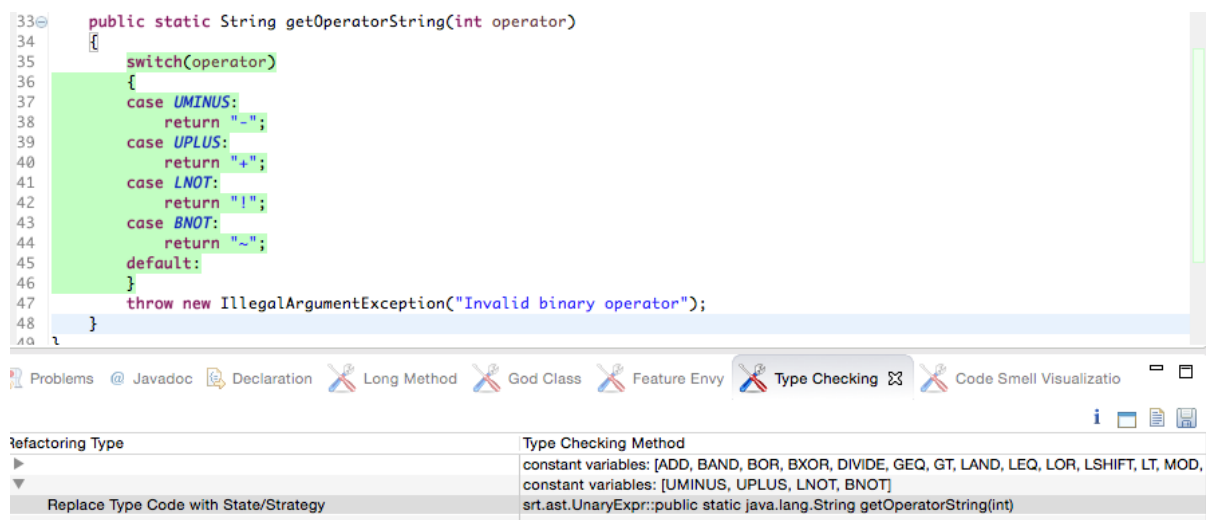 33 public static String getOperatorString(int operator)
34 {
35 switch(operator)
36 {
37 case UMINUS:
38 return "-";
39 case UPLUS:
40 return "+";
41 case LNOT:
42 return "!";
43 case BNOT:
44 return "~";
45 default:
46 }
47 throw new IllegalArgumentException("Invalid binary operator");
48 }
49 }
Problems @ Javadoc Declaration Long Method God Class Feature Envy Type Checking Code Smell Visualizatio
i
Refactoring Type Type Checking Method
constant variables: [ADD, BAND, BOR, BXOR, DIVIDE, GEQ, GT, LAND, LEQ, LOR, LSHIFT, LT, MOD,
constant variables: [UMINUS, UPLUS, LNOT, BNOT]
Replace Type Code with State/Strategy srt.ast.UnaryExpr::public static java.lang.String getOperatorString(int)